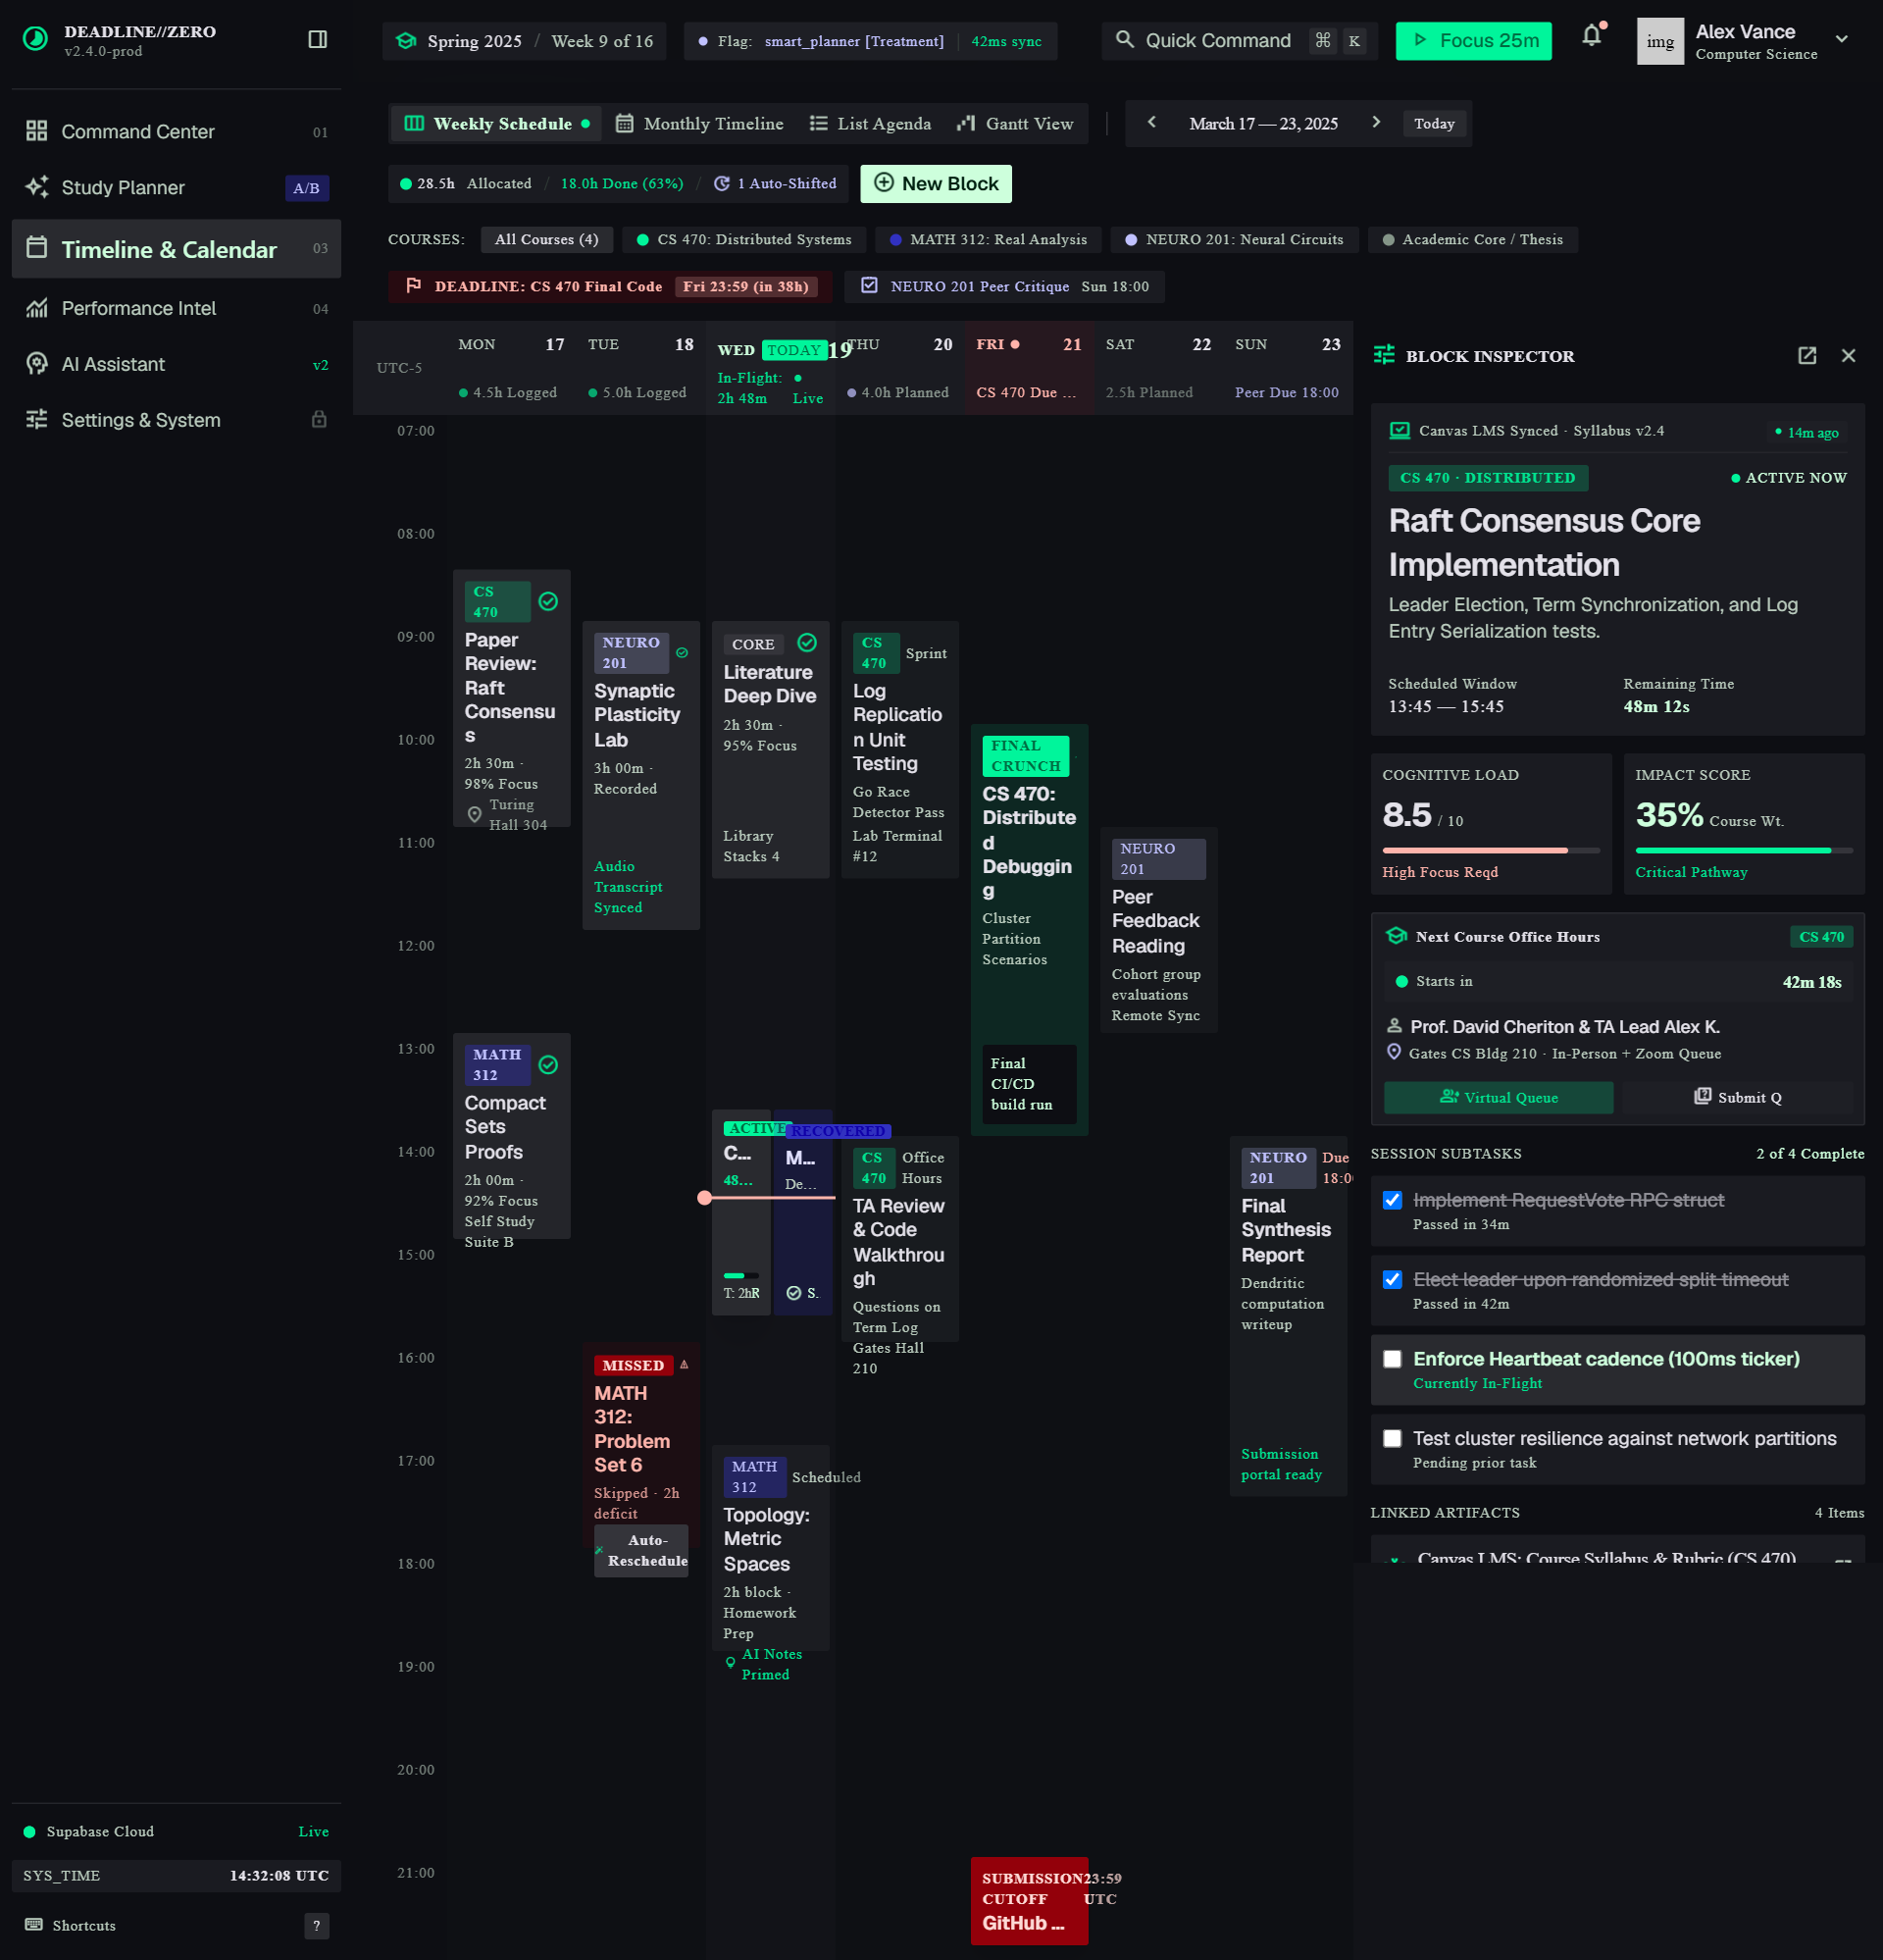 DEADLINE//ZERO
v2.4.0-prod
Command Center 01
Study Planner A/B
Timeline & Calendar 03
Performance Intel 04
AI Assistant v2
Settings & System
Supabase Cloud Live
SYS_TIME 14:32:08 UTC
Shortcuts ?
Spring 2025 / Week 9 of 16
Flag: smart_planner [Treatment] 42ms sync
Quick Command ⌘ K
Focus 25m
img
Alex Vance
Computer Science
Weekly Schedule
Monthly Timeline
List Agenda
Gantt View
March 17 — 23, 2025
Today
28.5h Allocated / 18.0h Done (63%) / 1 Auto-Shifted
New Block
COURSES: All Courses (4) CS 470: Distributed Systems MATH 312: Real Analysis NEURO 201: Neural Circuits Academic Core / Thesis
DEADLINE: CS 470 Final Code Fri 23:59 (in 38h)
NEURO 201 Peer Critique Sun 18:00
UTC-5
MON 17
4.5h Logged
TUE 18
5.0h Logged
WED TODAY 19
In-Flight: 2h 48m
Live
THU 20
4.0h Planned
FRI 21
CS 470 Due ...
SAT 22
2.5h Planned
SUN 23
Peer Due 18:00
07:00
08:00
09:00
10:00
11:00
12:00
13:00
14:00
15:00
16:00
17:00
18:00
19:00
20:00
21:00
CS
470
Paper
Review:
Raft
Consensu
s
2h 30m ·
98% Focus
Turing
Hall 304
MATH
312
Compact
Sets
Proofs
2h 00m ·
92% Focus
Self Study
Suite B
NEURO
201
Synaptic
Plasticity
Lab
3h 00m ·
Recorded
Audio
Transcript
Synced
MISSED
MATH
312:
Problem
Set 6
Skipped · 2h
deficit
Auto-
Reschedule
CORE
Literature
Deep Dive
2h 30m ·
95% Focus
Library
Stacks 4
ACTIVE
C...
48...
T: 2hR
RECOVERED
M...
De...
S.
MATH
312
Scheduled
Topology:
Metric
Spaces
2h block ·
Homework
Prep
AI Notes
Primed
CS
470
Sprint
Log
Replicatio
n Unit
Testing
Go Race
Detector Pass
Lab Terminal
#12
CS
470
Office
Hours
TA Review
& Code
Walkthrou
gh
Questions on
Term Log
Gates Hall
210
FINAL
CRUNCH
CS 470:
Distribute
d
Debuggin
g
Cluster
Partition
Scenarios
Final
CI/CD
build run
SUBMISSION
CUTOFF
23:59
UTC
GitHub ...
NEURO
201
Peer
Feedback
Reading
Cohort group
evaluations
Remote Sync
NEURO
201
Due
18:00
Final
Synthesis
Report
Dendritic
computation
writeup
Submission
portal ready
BLOCK INSPECTOR
Canvas LMS Synced · Syllabus v2.4 14m ago
CS 470 · DISTRIBUTED ACTIVE NOW
Raft Consensus Core
Implementation
Leader Election, Term Synchronization, and Log
Entry Serialization tests.
Scheduled Window Remaining Time
13:45 — 15:45 48m 12s
COGNITIVE LOAD
8.5 / 10
High Focus Reqd
IMPACT SCORE
35% Course Wt.
Critical Pathway
Next Course Office Hours CS 470
Starts in 42m 18s
Prof. David Cheriton & TA Lead Alex K.
Gates CS Bldg 210 · In-Person + Zoom Queue
Virtual Queue
Submit Q
SESSION SUBTASKS 2 of 4 Complete
Implement RequestVote RPC struct
Passed in 34m
Elect leader upon randomized split timeout
Passed in 42m
Enforce Heartbeat cadence (100ms ticker)
Currently In-Flight
Test cluster resilience against network partitions
Pending prior task
LINKED ARTIFACTS 4 Items
Canvas LMS: Course Syllabus & Rubric (CS 470)